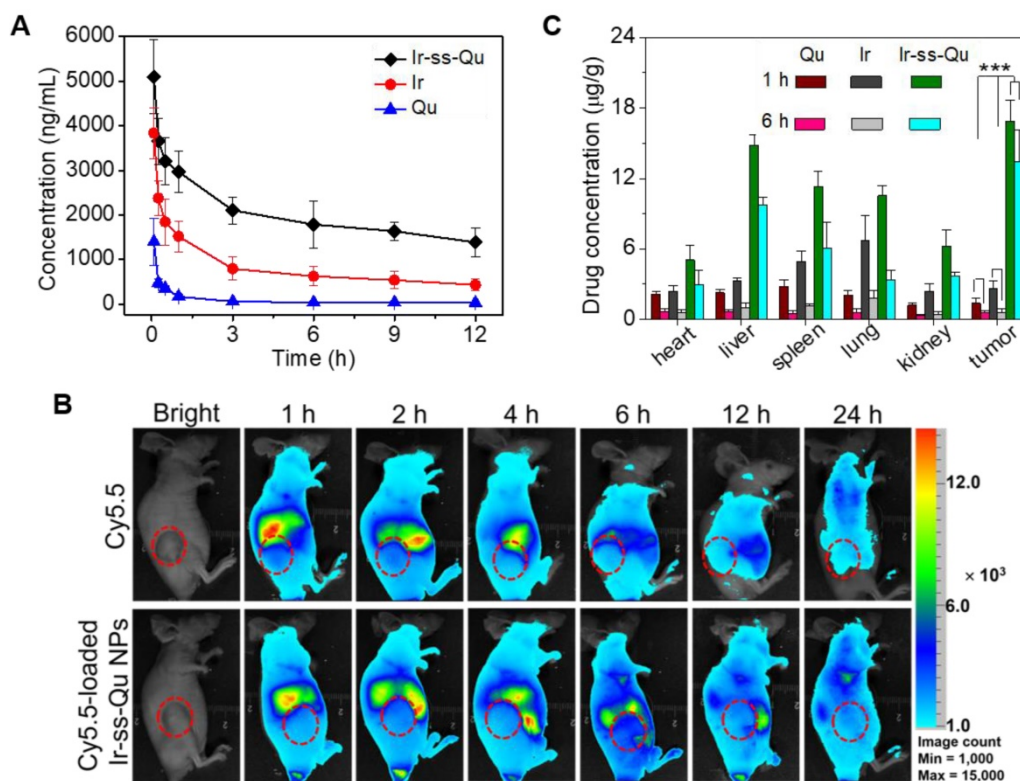 A
6000
5000
4000
3000
2000
1000
0
Concentration (ng/mL)
Ir-ss-Qu
Ir
Qu
0 3 6 9 12
Time (h)
C
24
18
12
6
0
Drug concentration (μg/g)
Qu Ir Ir-ss-Qu
1 h
6 h
***
heart liver spleen lung kidney tumor
B
Bright 1 h 2 h 4 h 6 h 12 h 24 h
Cy5.5
Cy5.5-loaded
Ir-ss-Qu NPs
12.0
× 10³
6.0
1.0
Image count
Min = 1,000
Max = 15,000